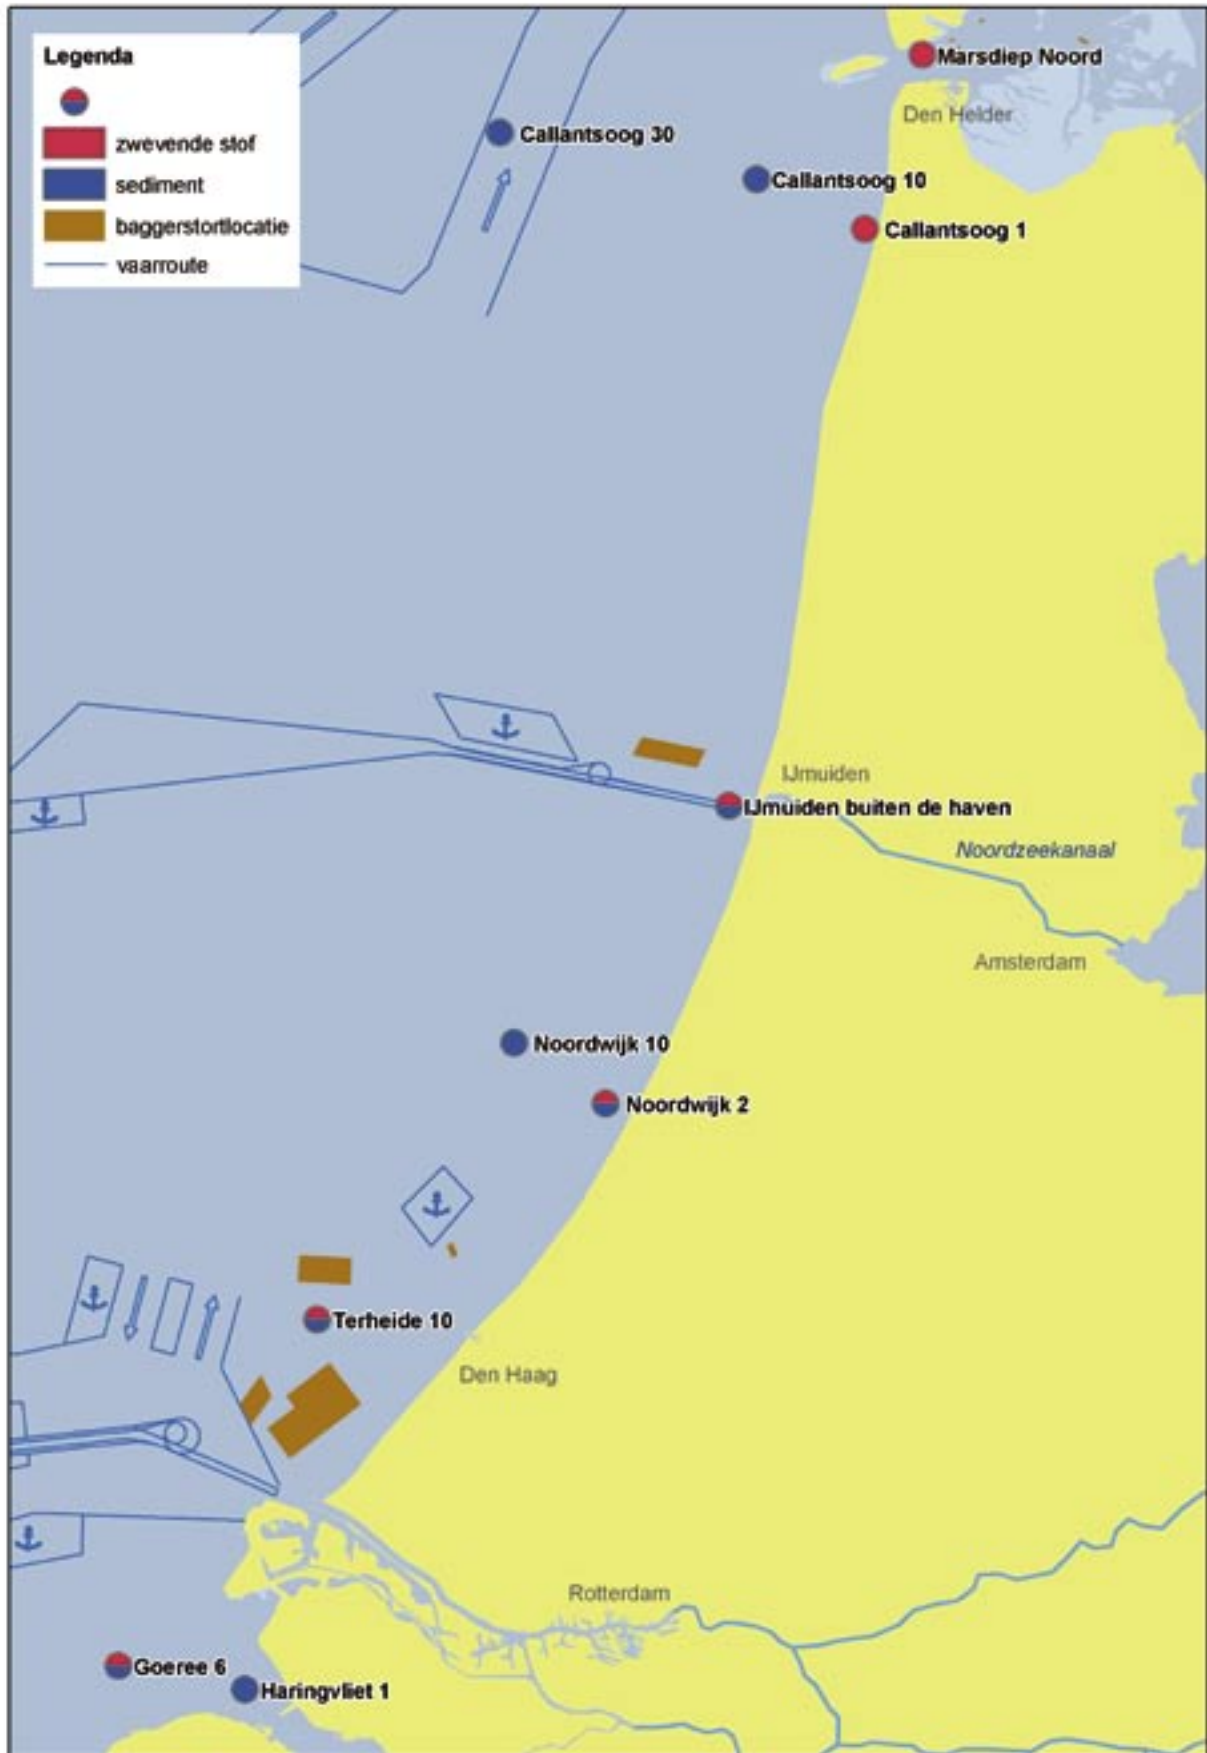 Legenda
zwevende stof
sediment
baggerstortlocatie
vaarroute
Marsdiep Noord
Den Helder
Callantsoog 30
Callantsoog 10
Callantsoog 1
IJmuiden
IJmuiden buiten de haven
Noordzeekanaal
Amsterdam
Noordwijk 10
Noordwijk 2
Terheide 10
Den Haag
Rotterdam
Goeree 6
Haringvliet 1